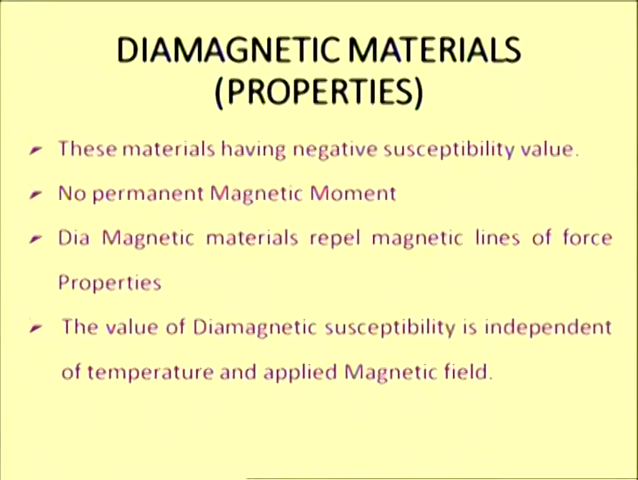 DIAMAGNETIC MATERIALS
(PROPERTIES)
These materials having negative susceptibility value.
No permanent Magnetic Moment
Dia Magnetic materials repel magnetic lines of force
Properties
The value of Diamagnetic susceptibility is independent
of temperature and applied Magnetic field.